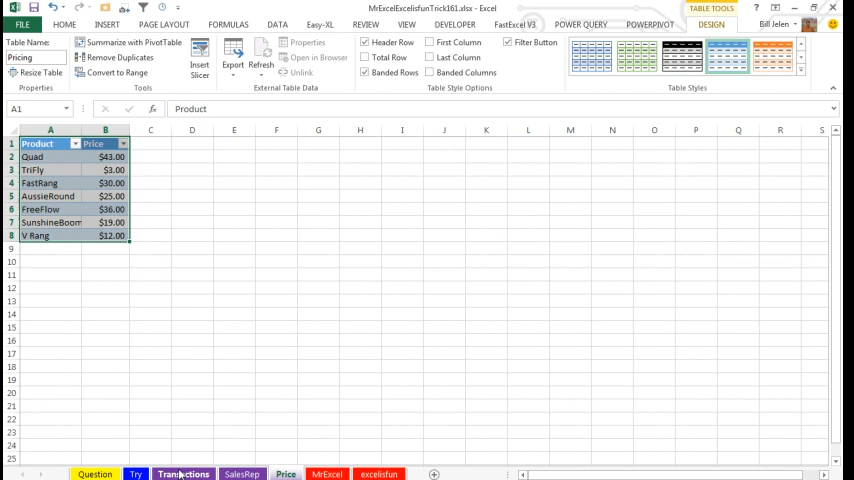 MrExcelExcelisfunTrick161.xlsx - Excel
TABLE TOOLS
FILE HOME INSERT PAGE LAYOUT FORMULAS DATA Easy-XL REVIEW VIEW DEVELOPER FastExcel V3 POWER QUERY POWERPIVOT DESIGN Bill Jelen
Table Name:
Pricing
Resize Table
Properties
Summarize with PivotTable
Remove Duplicates
Convert to Range
Tools
Insert
Slicer
Export Refresh
Properties
Open in Browser
Unlink
External Table Data
Header Row First Column Filter Button
Total Row Last Column
Banded Rows Banded Columns
Table Style Options
Table Styles
A1 fx Product
A B C D E F G H I J K L M N O P Q R S
1 Product Price
2 Quad $43.00
3 TriFly $3.00
4 FastRang $30.00
5 AussieRound $25.00
6 FreeFlow $36.00
7 SunshineBoom $19.00
8 V Rang $12.00
9
10
11
12
13
14
15
16
17
18
19
20
21
22
23
24
25
Question Try Transactions SalesRep Price MrExcel excelisfun